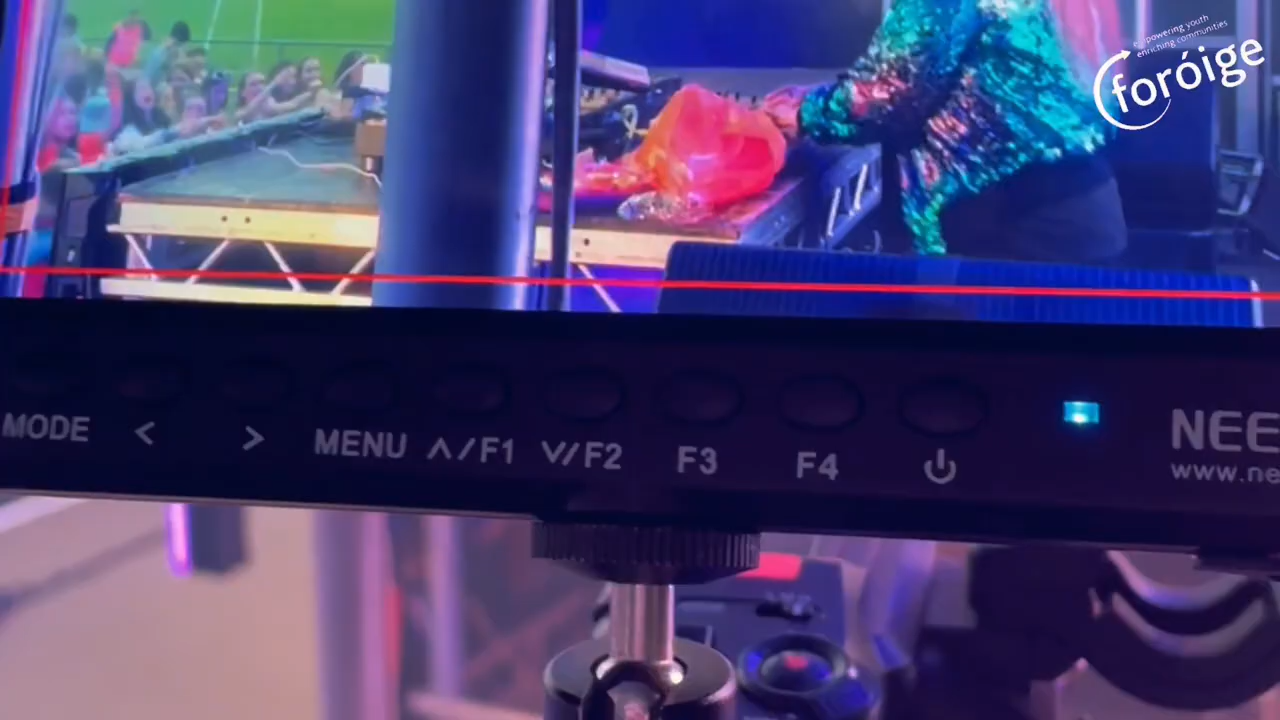 empowering youth
enriching communities
foróige
MODE < > MENU ∧/F1 ∨/F2 F3 F4
NEE
www.ne